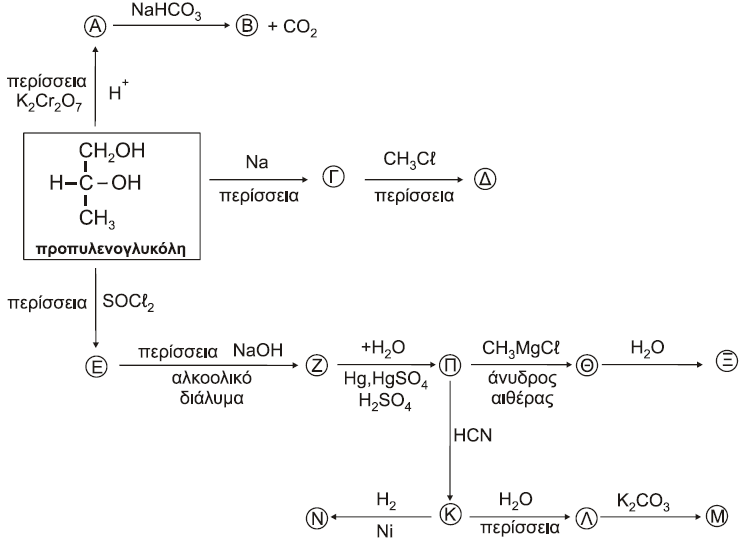 Α NaHCO₃ Β + CO₂
περίσσεια K₂Cr₂O₇ H⁺
CH₂OH
H–C–OH
CH₃
προπυλενογλυκόλη
Na περίσσεια Γ CH₃Cℓ περίσσεια Δ
περίσσεια SOCℓ₂
Ε περίσσεια NaOH αλκοολικό διάλυμα Ζ +H₂O Hg,HgSO₄ H₂SO₄ Π CH₃MgCℓ άνυδρος αιθέρας Θ H₂O Ξ
HCN
Ν H₂ Ni Κ H₂O περίσσεια Λ K₂CO₃ Μ